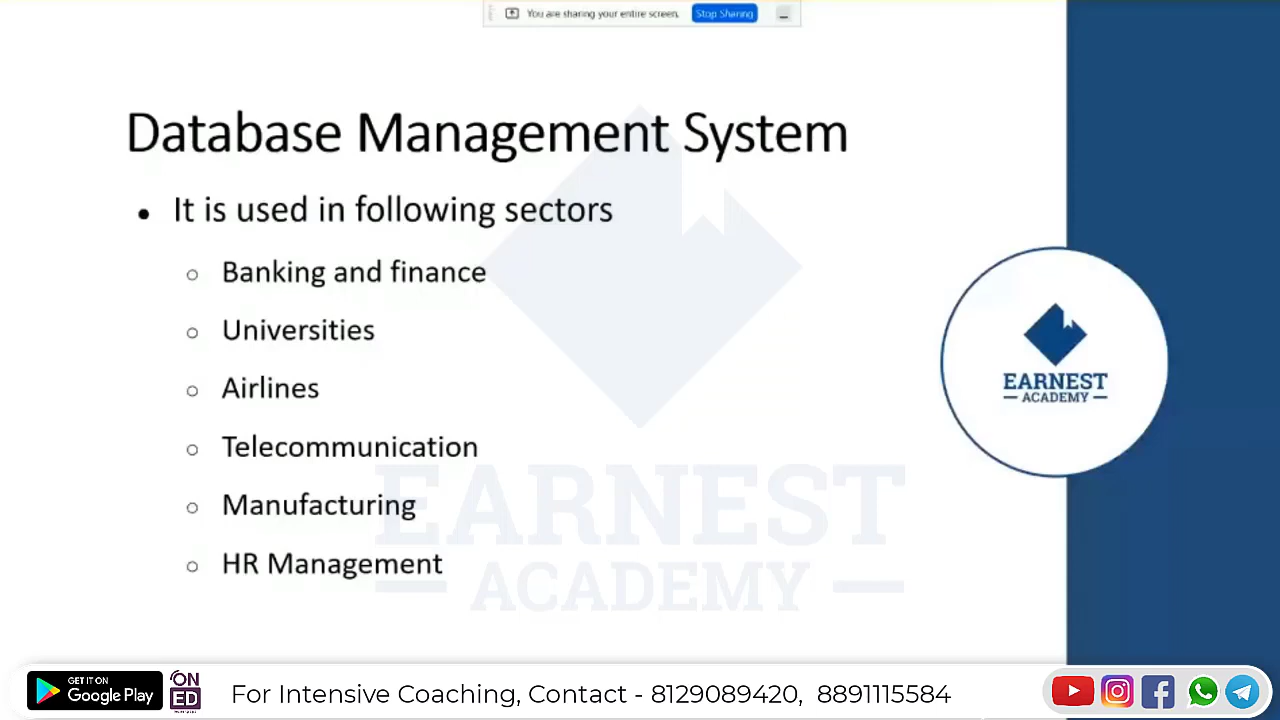 You are sharing your entire screen. Stop Sharing
Database Management System
• It is used in following sectors
○ Banking and finance
○ Universities
○ Airlines
○ Telecommunication
○ Manufacturing
○ HR Management
EARNEST
ACADEMY
EARNEST
ACADEMY
GET IT ON
Google Play
ON
ED
For Intensive Coaching, Contact - 8129089420, 8891115584